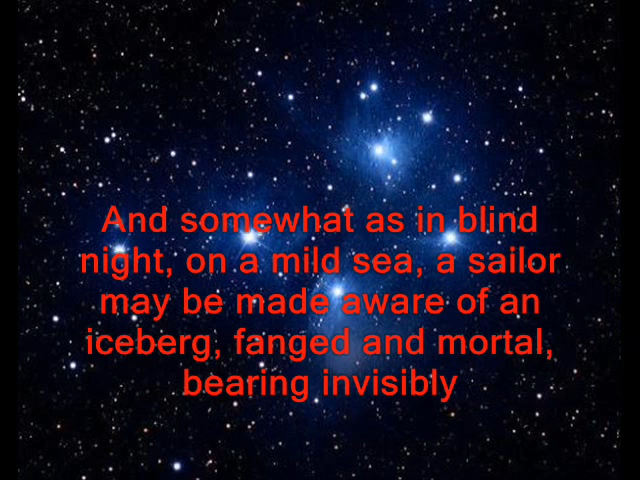 And somewhat as in blind
night, on a mild sea, a sailor
may be made aware of an
iceberg, fanged and mortal,
bearing invisibly